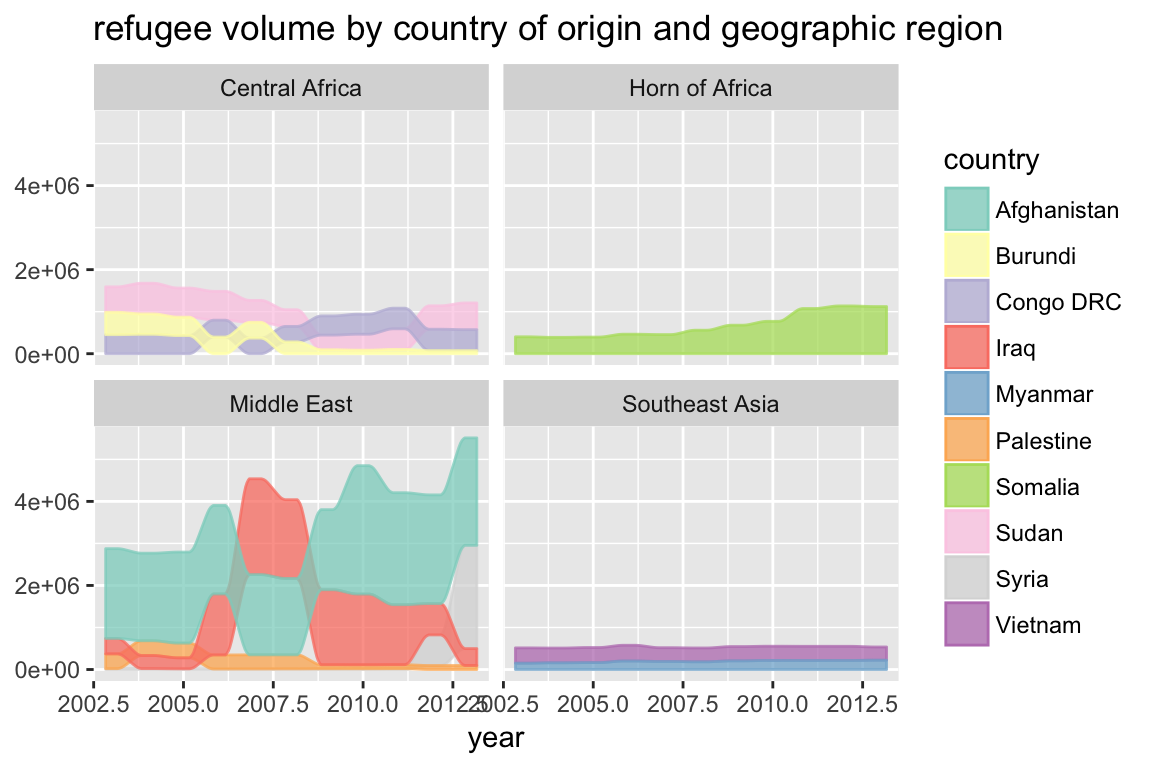 refugee volume by country of origin and geographic region
Central Africa
Horn of Africa
4e+06
2e+06
0e+00
Middle East
Southeast Asia
4e+06
2e+06
0e+00
2002.5 2005.0 2007.5 2010.0 2012.5 2002.5 2005.0 2007.5 2010.0 2012.5
year
country
Afghanistan
Burundi
Congo DRC
Iraq
Myanmar
Palestine
Somalia
Sudan
Syria
Vietnam